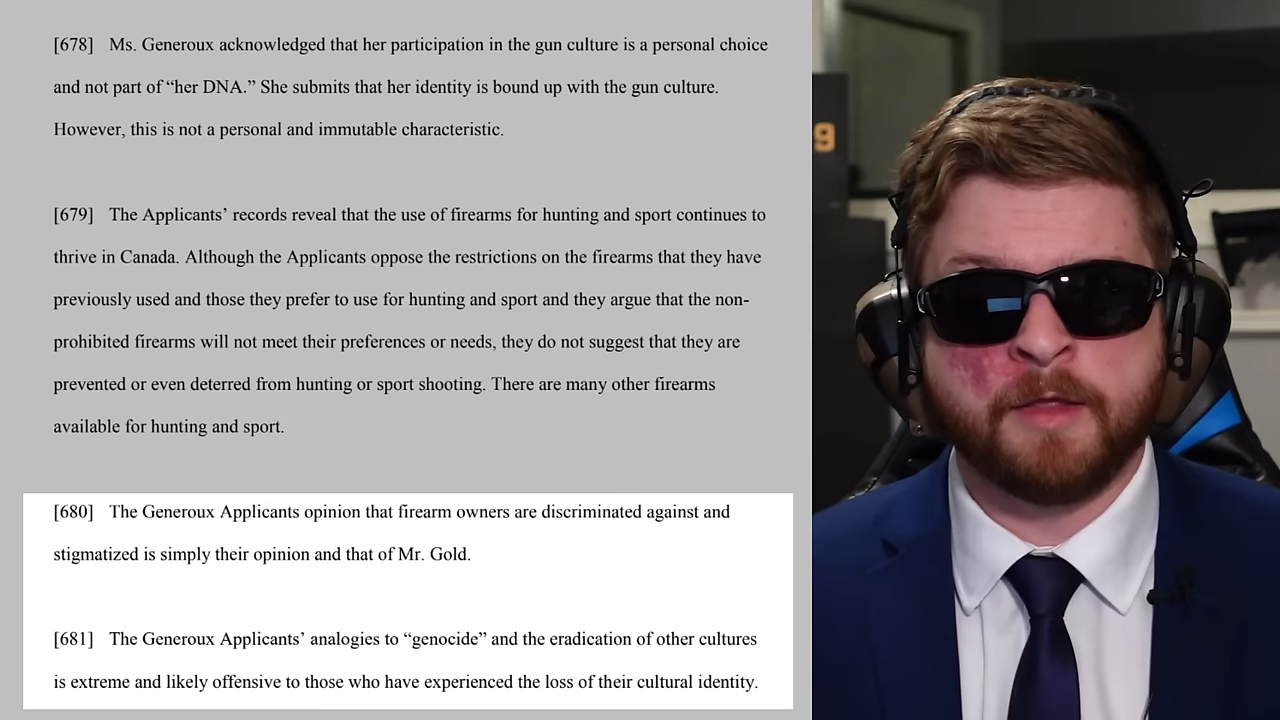 [678] Ms. Generoux acknowledged that her participation in the gun culture is a personal choice
and not part of “her DNA.” She submits that her identity is bound up with the gun culture.
However, this is not a personal and immutable characteristic.
[679] The Applicants’ records reveal that the use of firearms for hunting and sport continues to
thrive in Canada. Although the Applicants oppose the restrictions on the firearms that they have
previously used and those they prefer to use for hunting and sport and they argue that the non-
prohibited firearms will not meet their preferences or needs, they do not suggest that they are
prevented or even deterred from hunting or sport shooting. There are many other firearms
available for hunting and sport.
[680] The Generoux Applicants opinion that firearm owners are discriminated against and
stigmatized is simply their opinion and that of Mr. Gold.
[681] The Generoux Applicants’ analogies to “genocide” and the eradication of other cultures
is extreme and likely offensive to those who have experienced the loss of their cultural identity.
9